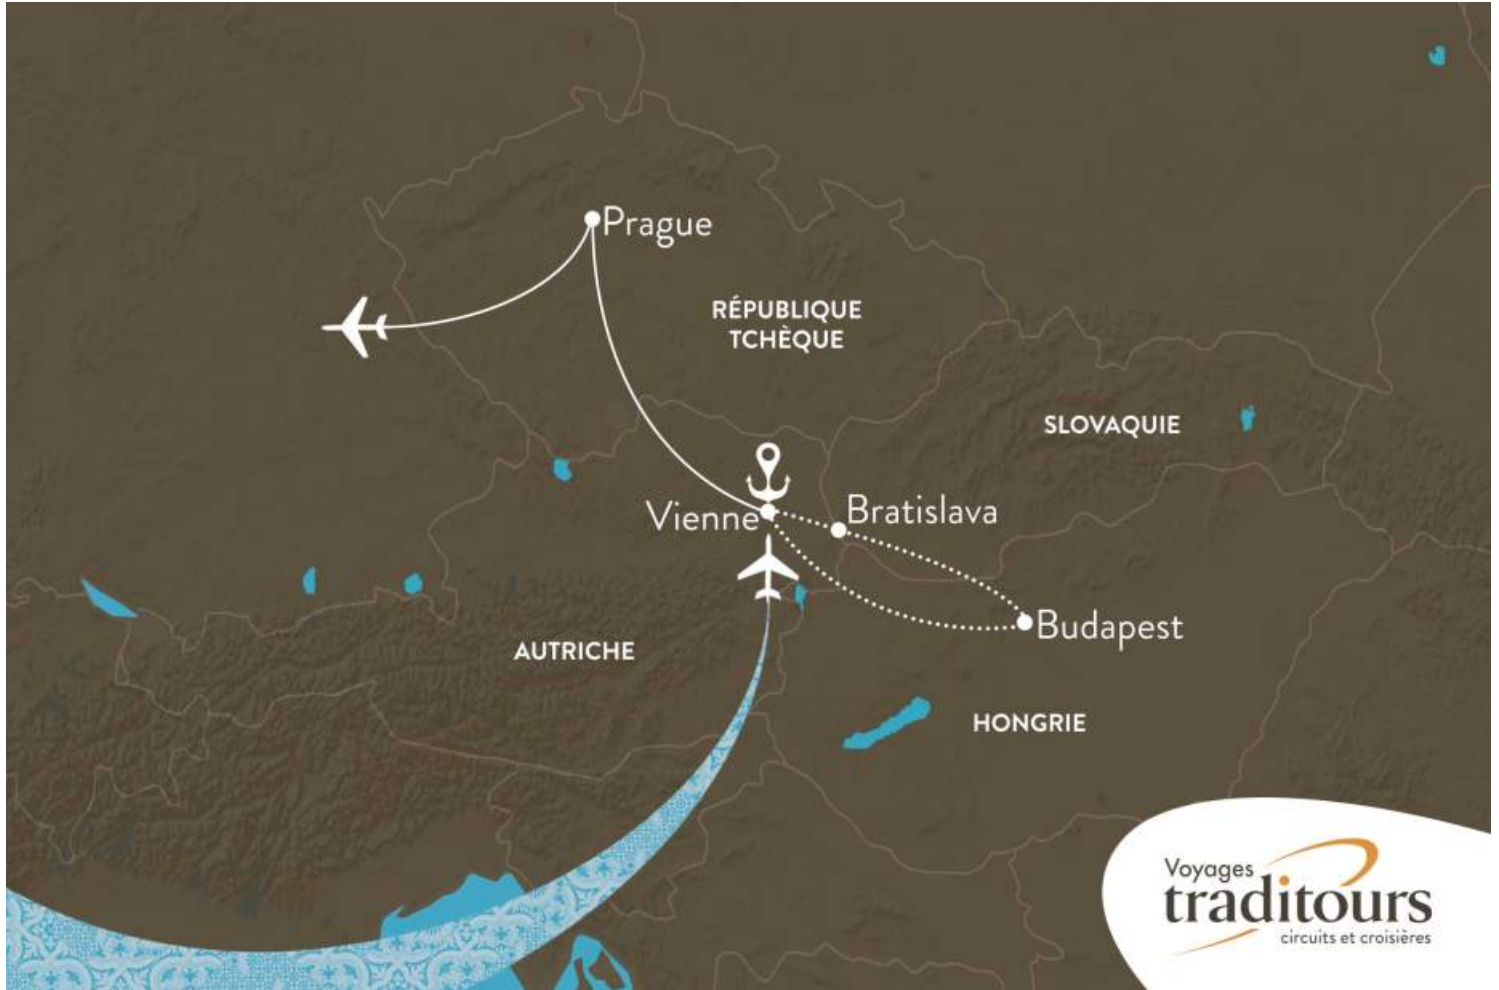 Prague
RÉPUBLIQUE
TCHÈQUE
SLOVAQUIE
Vienne
Bratislava
Budapest
AUTRICHE
HONGRIE
Voyages
traditours
circuits et croisières